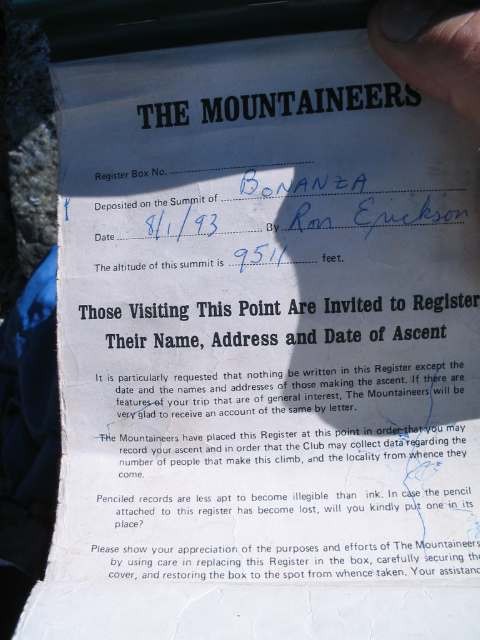 THE MOUNTAINEERS
Register Box No.
Deposited on the Summit of BONANZA
Date 8/1/93 By Ron Erickson
The altitude of this summit is 9511 feet.
Those Visiting This Point Are Invited to Register
Their Name, Address and Date of Ascent
It is particularly requested that nothing be written in this Register except the
date and the names and addresses of those making the ascent. If there are
features of your trip that are of general interest, The Mountaineers will be
very glad to receive an account of the same by letter.
The Mountaineers have placed this Register at this point in order that you may
record your ascent and in order that the Club may collect data regarding the
number of people that make this climb, and the locality from whence they
come.
Penciled records are less apt to become illegible than ink. In case the pencil
attached to this register has become lost, will you kindly put one in its
place?
Please show your appreciation of the purposes and efforts of The Mountaineers
by using care in replacing this Register in the box, carefully securing the
cover, and restoring the box to the spot from whence taken. Your assistanc